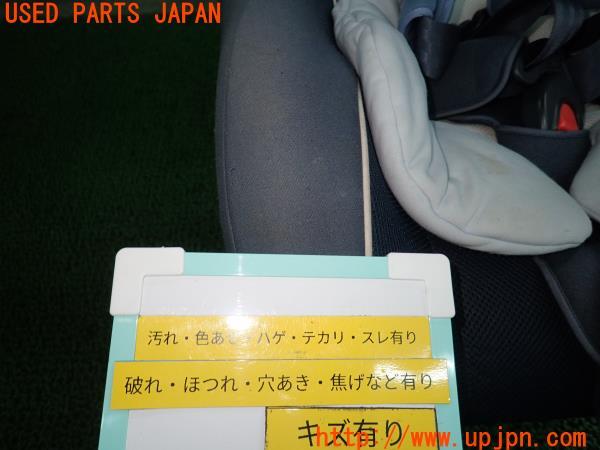 USED PARTS JAPAN
汚れ・色あせ・ハゲ・テカリ・スレ有り
破れ・ほつれ・穴あき・焦げなど有り
キズ有り
http://www.upjpn.com/